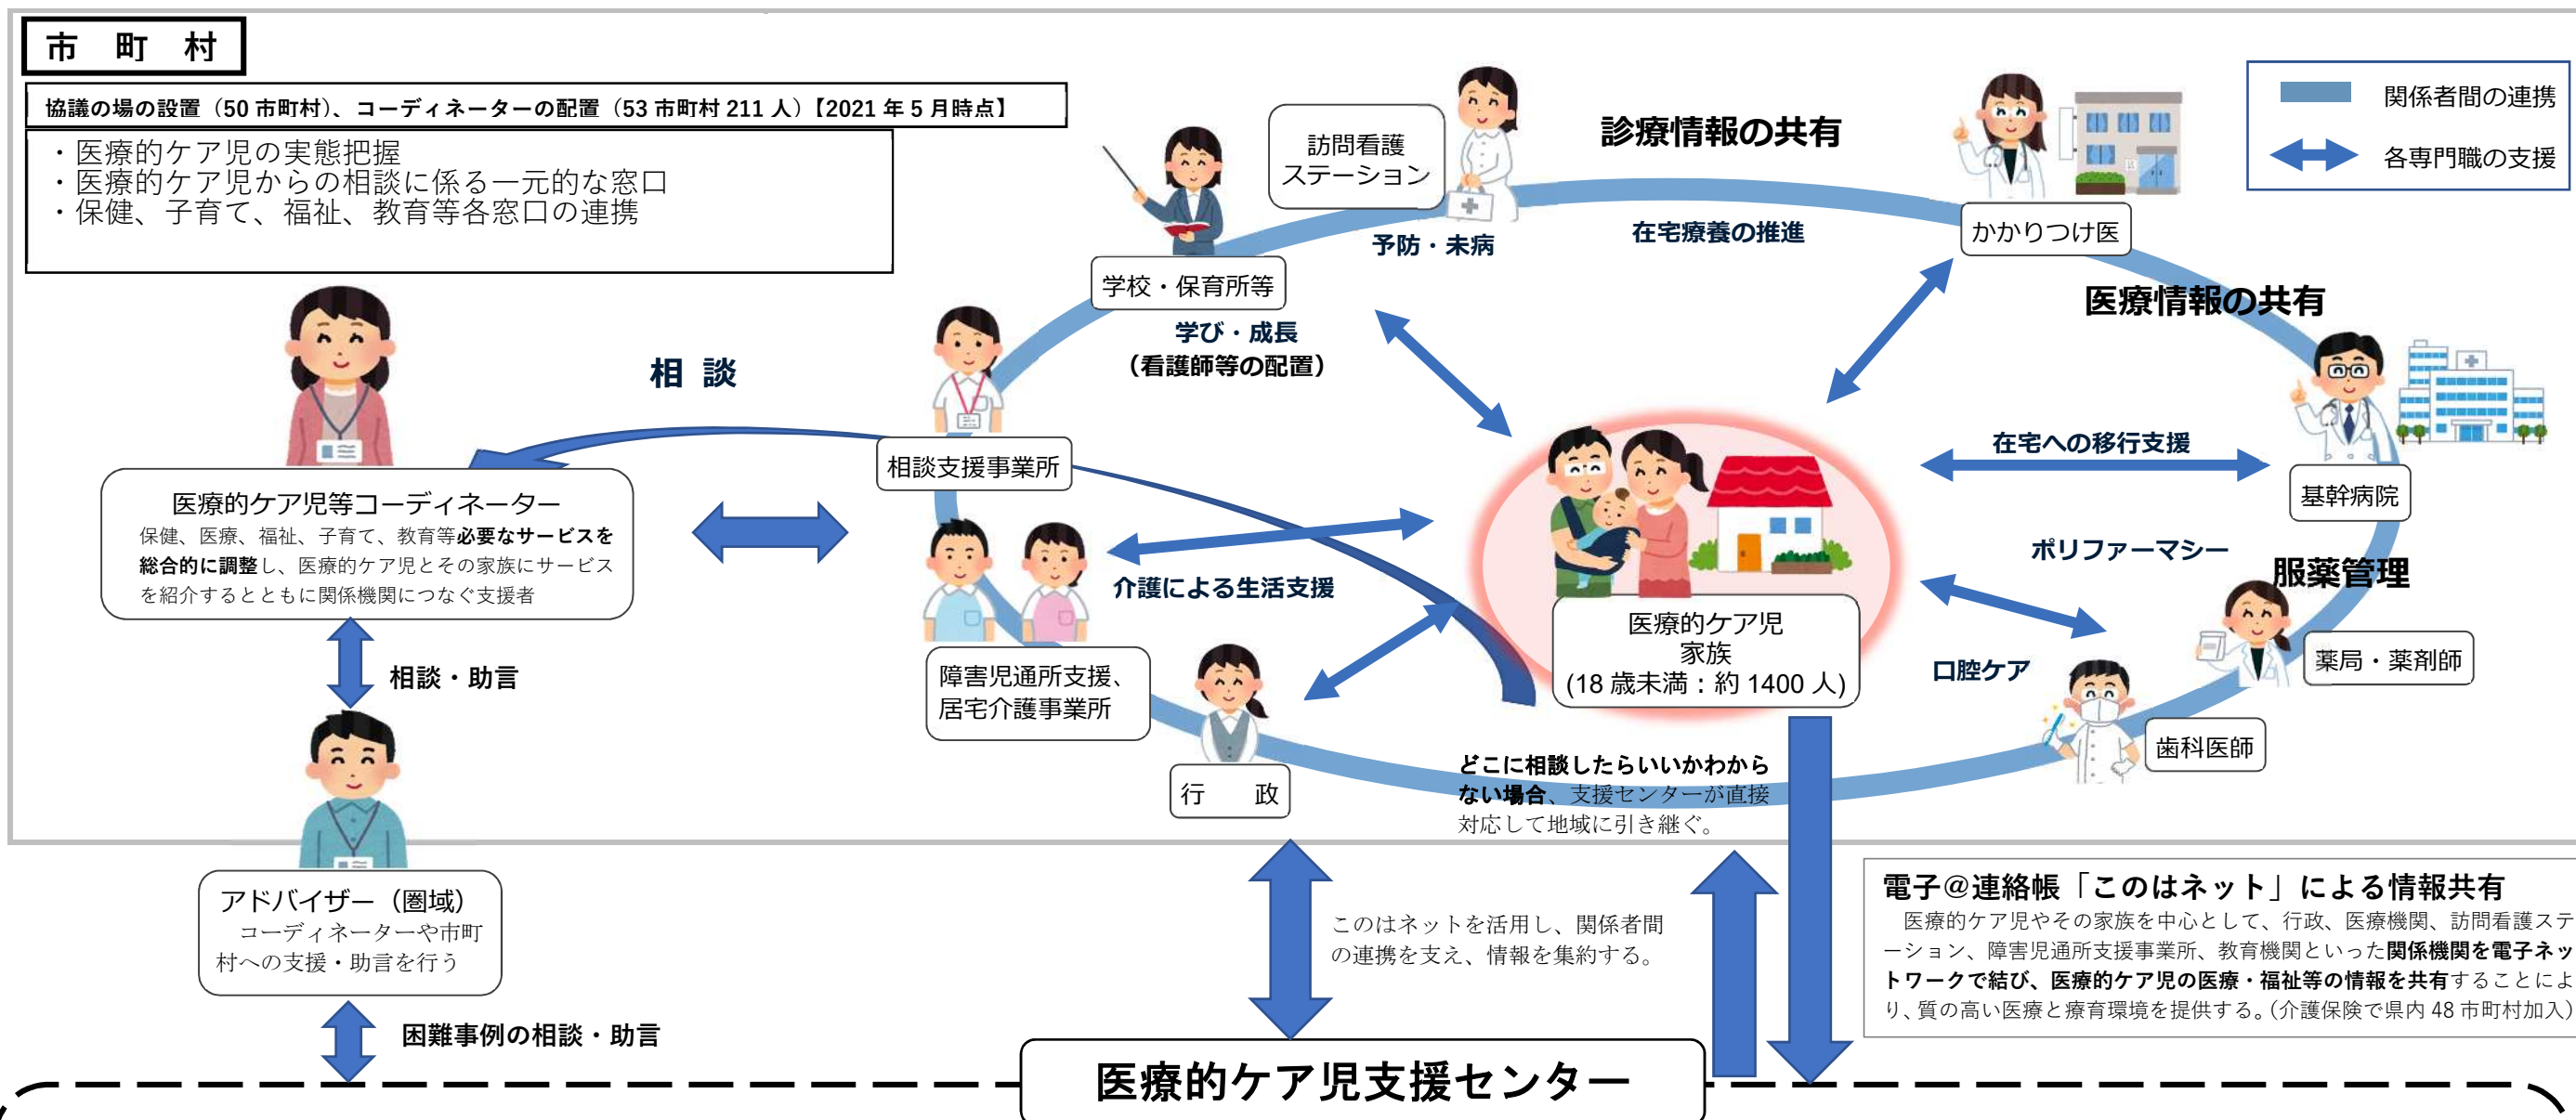 市 町 村
協議の場の設置（50 市町村）、コーディネーターの配置（53 市町村 211 人）【2021 年 5 月時点】
・医療的ケア児の実態把握
・医療的ケア児からの相談に係る一元的な窓口
・保健、子育て、福祉、教育等各窓口の連携
関係者間の連携
各専門職の支援
訪問看護
ステーション
診療情報の共有
かかりつけ医
予防・未病
在宅療養の推進
学校・保育所等
学び・成長
（看護師等の配置）
医療情報の共有
相 談
相談支援事業所
在宅への移行支援
基幹病院
医療的ケア児等コーディネーター
保健、医療、福祉、子育て、教育等必要なサービスを
総合的に調整し、医療的ケア児とその家族にサービス
を紹介するとともに関係機関につなぐ支援者
介護による生活支援
ポリファーマシー
服薬管理
医療的ケア児
家族
(18 歳未満：約 1400 人)
薬局・薬剤師
口腔ケア
歯科医師
障害児通所支援、
居宅介護事業所
行 政
相談・助言
どこに相談したらいいかわから
ない場合、支援センターが直接
対応して地域に引き継ぐ。
アドバイザー（圏域）
コーディネーターや市町
村への支援・助言を行う
このはネットを活用し、関係者間
の連携を支え、情報を集約する。
電子＠連絡帳「このはネット」による情報共有
医療的ケア児やその家族を中心として、行政、医療機関、訪問看護ステ
ーション、障害児通所支援事業所、教育機関といった関係機関を電子ネッ
トワークで結び、医療的ケア児の医療・福祉等の情報を共有することによ
り、質の高い医療と療育環境を提供する。（介護保険で県内 48 市町村加入）
困難事例の相談・助言
医療的ケア児支援センター